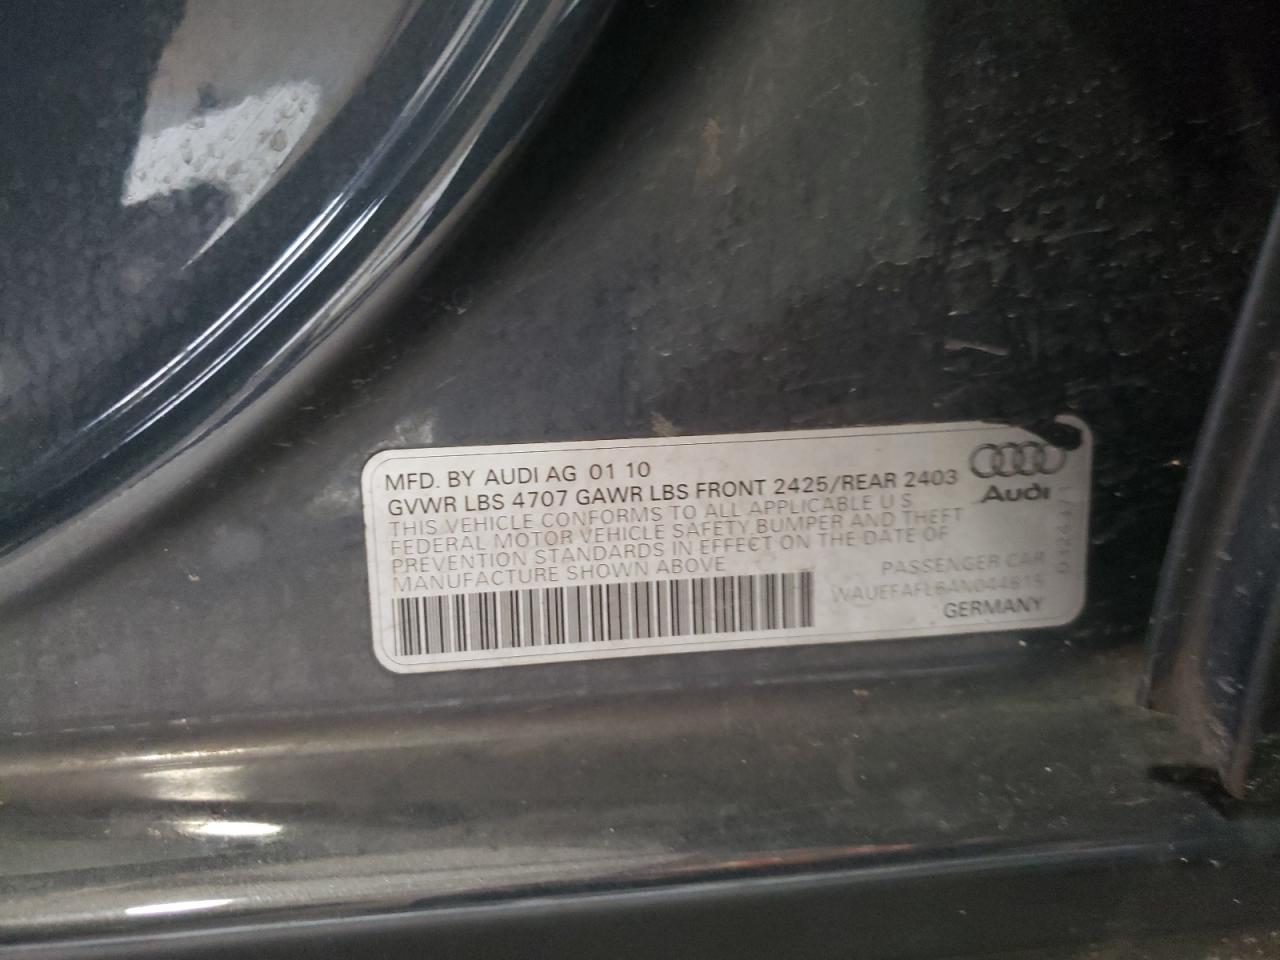 MFD. BY AUDI AG 01 10
GVWR LBS 4707 GAWR LBS FRONT 2425/REAR 2403
THIS VEHICLE CONFORMS TO ALL APPLICABLE U S
FEDERAL MOTOR VEHICLE SAFETY BUMPER AND THEFT
PREVENTION STANDARDS IN EFFECT ON THE DATE OF
MANUFACTURE SHOWN ABOVE
Audi
PASSENGER CAR
GERMANY